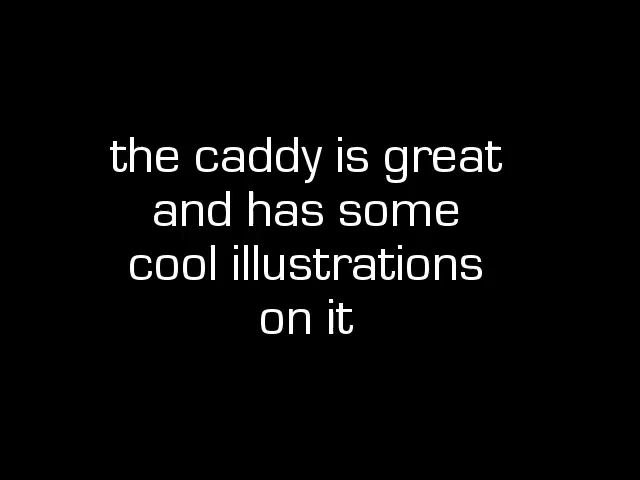 the caddy is great
and has some
cool illustrations
on it